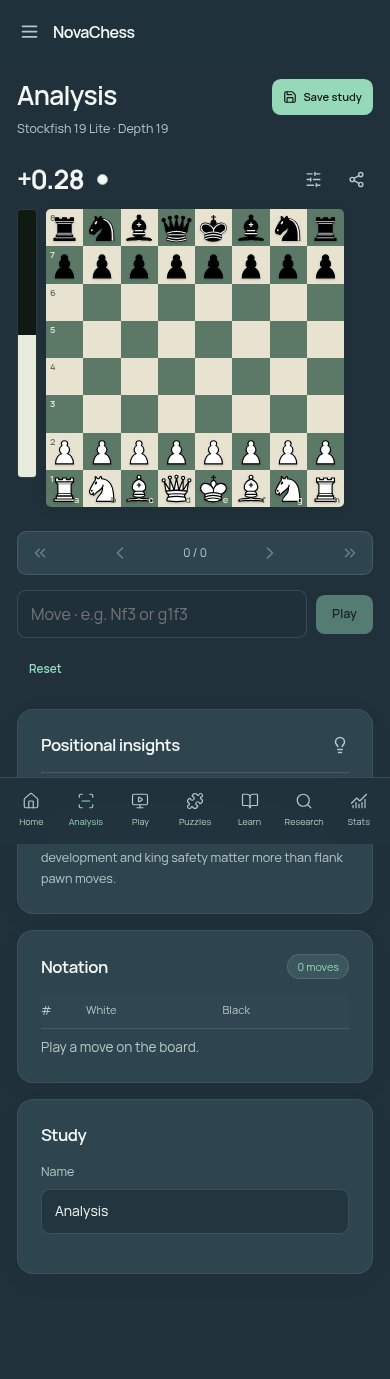 NovaChess
Analysis
Save study
Stockfish 19 Lite · Depth 19
+0.28
8
7
6
5
4
3
2
1
a
c
d
e
f
g
h
0 / 0
Move · e.g. Nf3 or g1f3
Play
Reset
Positional insights
Home
Analysis
Play
Puzzles
Learn
Research
Stats
development and king safety matter more than flank
pawn moves.
Notation
0 moves
# White Black
Play a move on the board.
Study
Name
Analysis